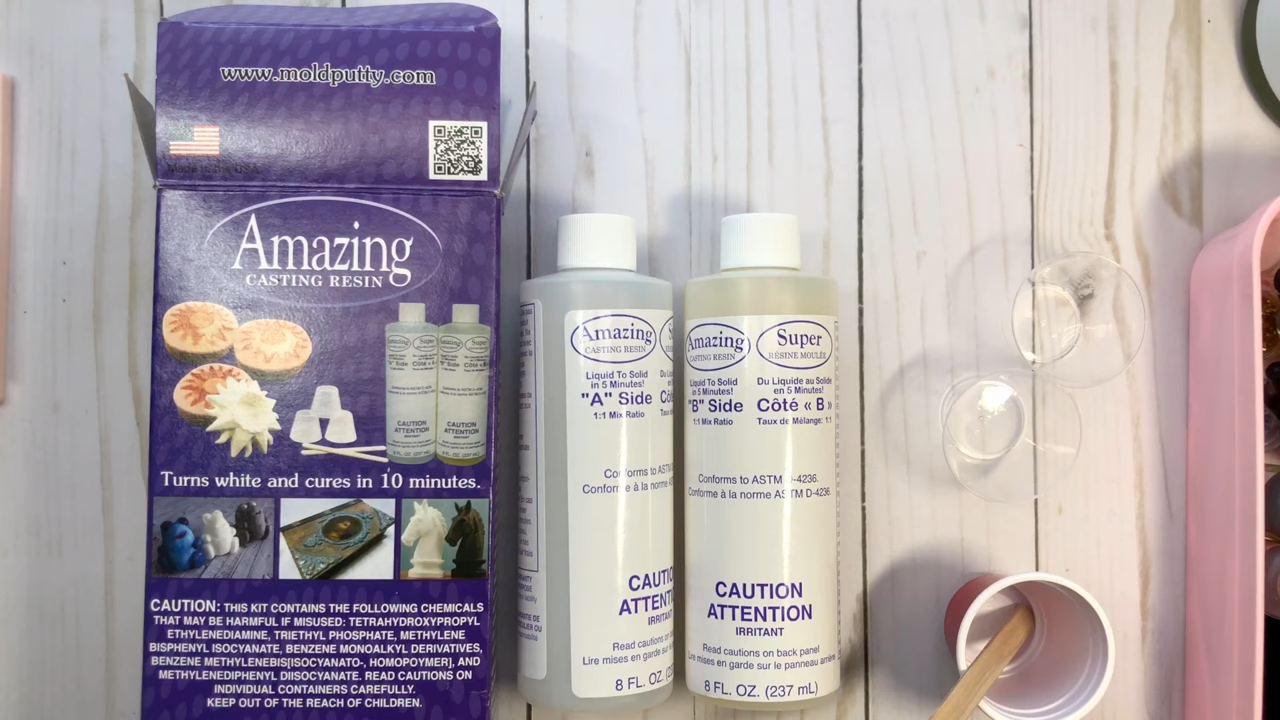 www.moldputty.com
Made in the USA
Amazing
CASTING RESIN
Turns white and cures in 10 minutes.
CAUTION: THIS KIT CONTAINS THE FOLLOWING CHEMICALS
THAT MAY BE HARMFUL IF MISUSED: TETRAHYDROXYPROPYL
ETHYLENEDIAMINE, TRIETHYL PHOSPHATE, METHYLENE
BISPHENYL ISOCYANATE, BENZENE MONOALKYL DERIVATIVES,
BENZENE METHYLENEBIS[ISOCYANATO-, HOMOPOYMER], AND
METHYLENEDIPHENYL DIISOCYANATE. READ CAUTIONS ON
INDIVIDUAL CONTAINERS CAREFULLY.
KEEP OUT OF THE REACH OF CHILDREN.
Amazing
CASTING RESIN
Liquid To Solid
in 5 Minutes!
"A" Side
1:1 Mix Ratio
Conforms to ASTM
Conforme à la norme
CAUTION
ATTENTI
IRRITANT
Read cautions on
Lire mises en garde sur le
8 FL. OZ.
Amazing Super
CASTING RESIN RÉSINE MOULÉE
Liquid To Solid Du Liquide au Solide
in 5 Minutes! en 5 Minutes!
"B" Side Côté « B »
1:1 Mix Ratio Taux de Mélange: 1:1
Conforms to ASTM D-4236.
Conforme à la norme ASTM D-4236.
CAUTION
ATTENTION
IRRITANT
Read cautions on back panel
Lire mises en garde sur le panneau arrière
8 FL. OZ. (237 mL)